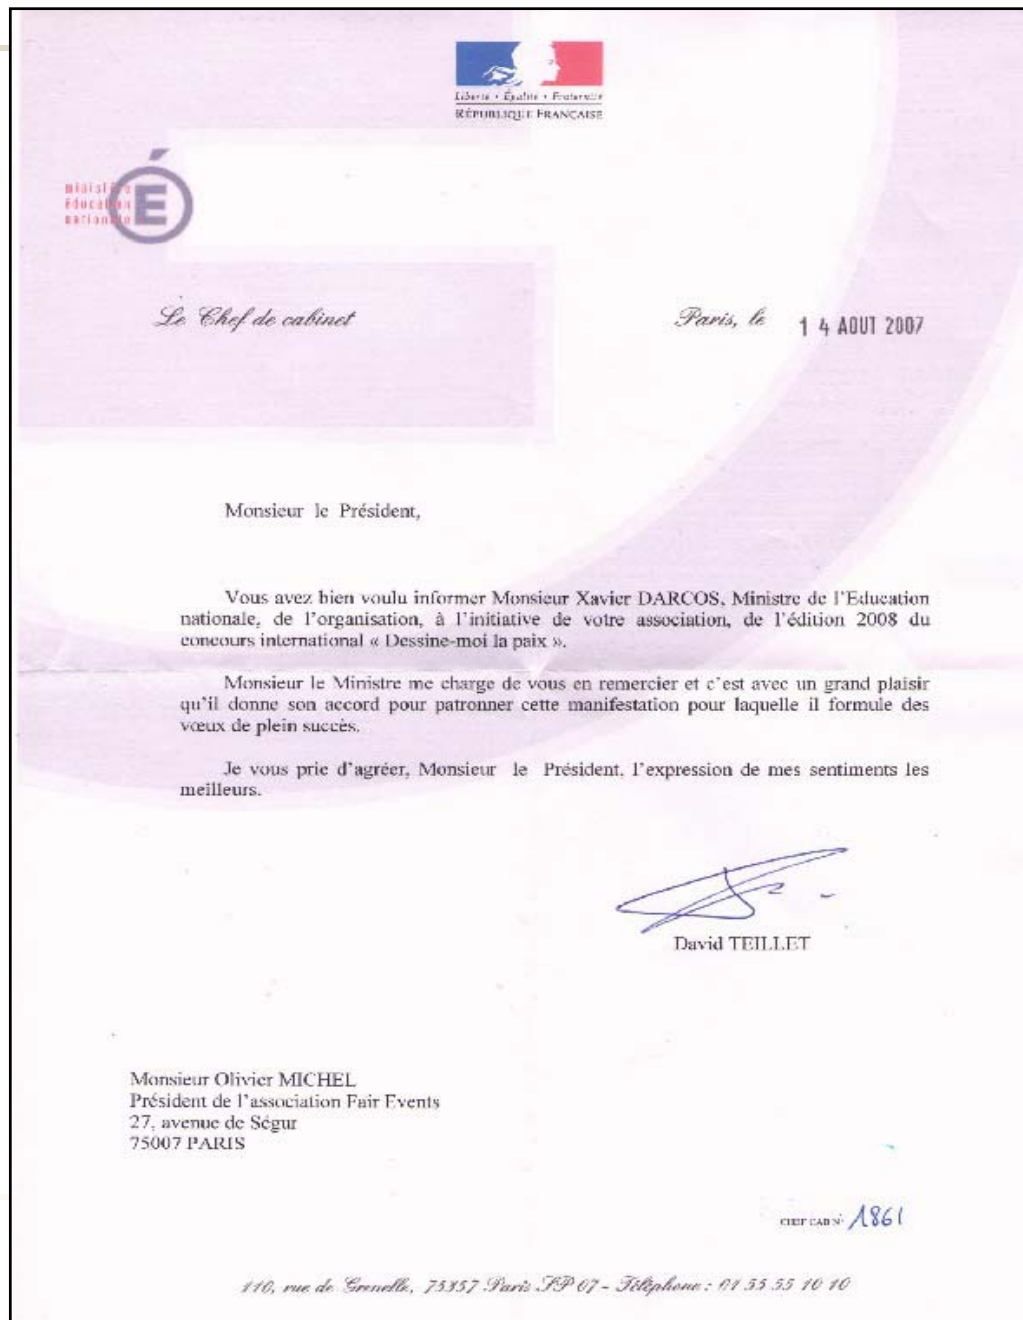 Liberté • Égalité • Fraternité
RÉPUBLIQUE FRANÇAISE
ministère
éducation
nationale
É
Le Chef de cabinet
Paris, le 14 AOUT 2007
Monsieur le Président,
Vous avez bien voulu informer Monsieur Xavier DARCOS, Ministre de l'Education
nationale, de l'organisation, à l'initiative de votre association, de l'édition 2008 du
concours international « Dessine-moi la paix ».
Monsieur le Ministre me charge de vous en remercier et c'est avec un grand plaisir
qu'il donne son accord pour patronner cette manifestation pour laquelle il formule des
vœux de plein succès.
Je vous prie d'agréer, Monsieur le Président, l'expression de mes sentiments les
meilleurs.
David TEILLET
Monsieur Olivier MICHEL
Président de l'association Fair Events
27, avenue de Ségur
75007 PARIS
CHEF CAB N° 1861
110, rue de Grenelle, 75357 Paris SP 07 - Téléphone : 01 55 55 10 10